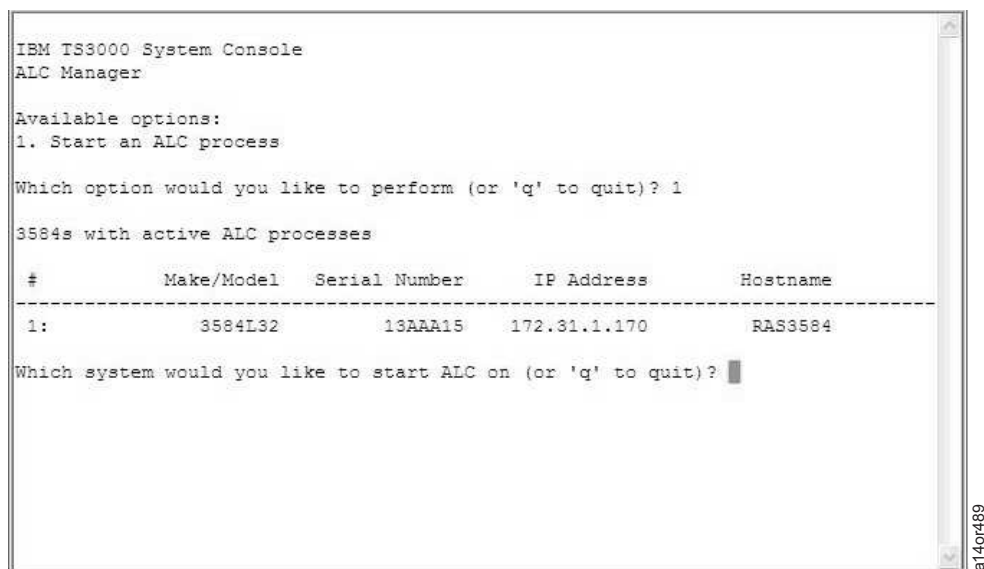 IBM TS3000 System Console
ALC Manager
Available options:
1. Start an ALC process
Which option would you like to perform (or 'q' to quit)? 1
3584s with active ALC processes
# Make/Model Serial Number IP Address Hostname
--------------------------------------------------------------------------------
1: 3584L32 13AAA15 172.31.1.170 RAS3584
Which system would you like to start ALC on (or 'q' to quit)?
a14or489